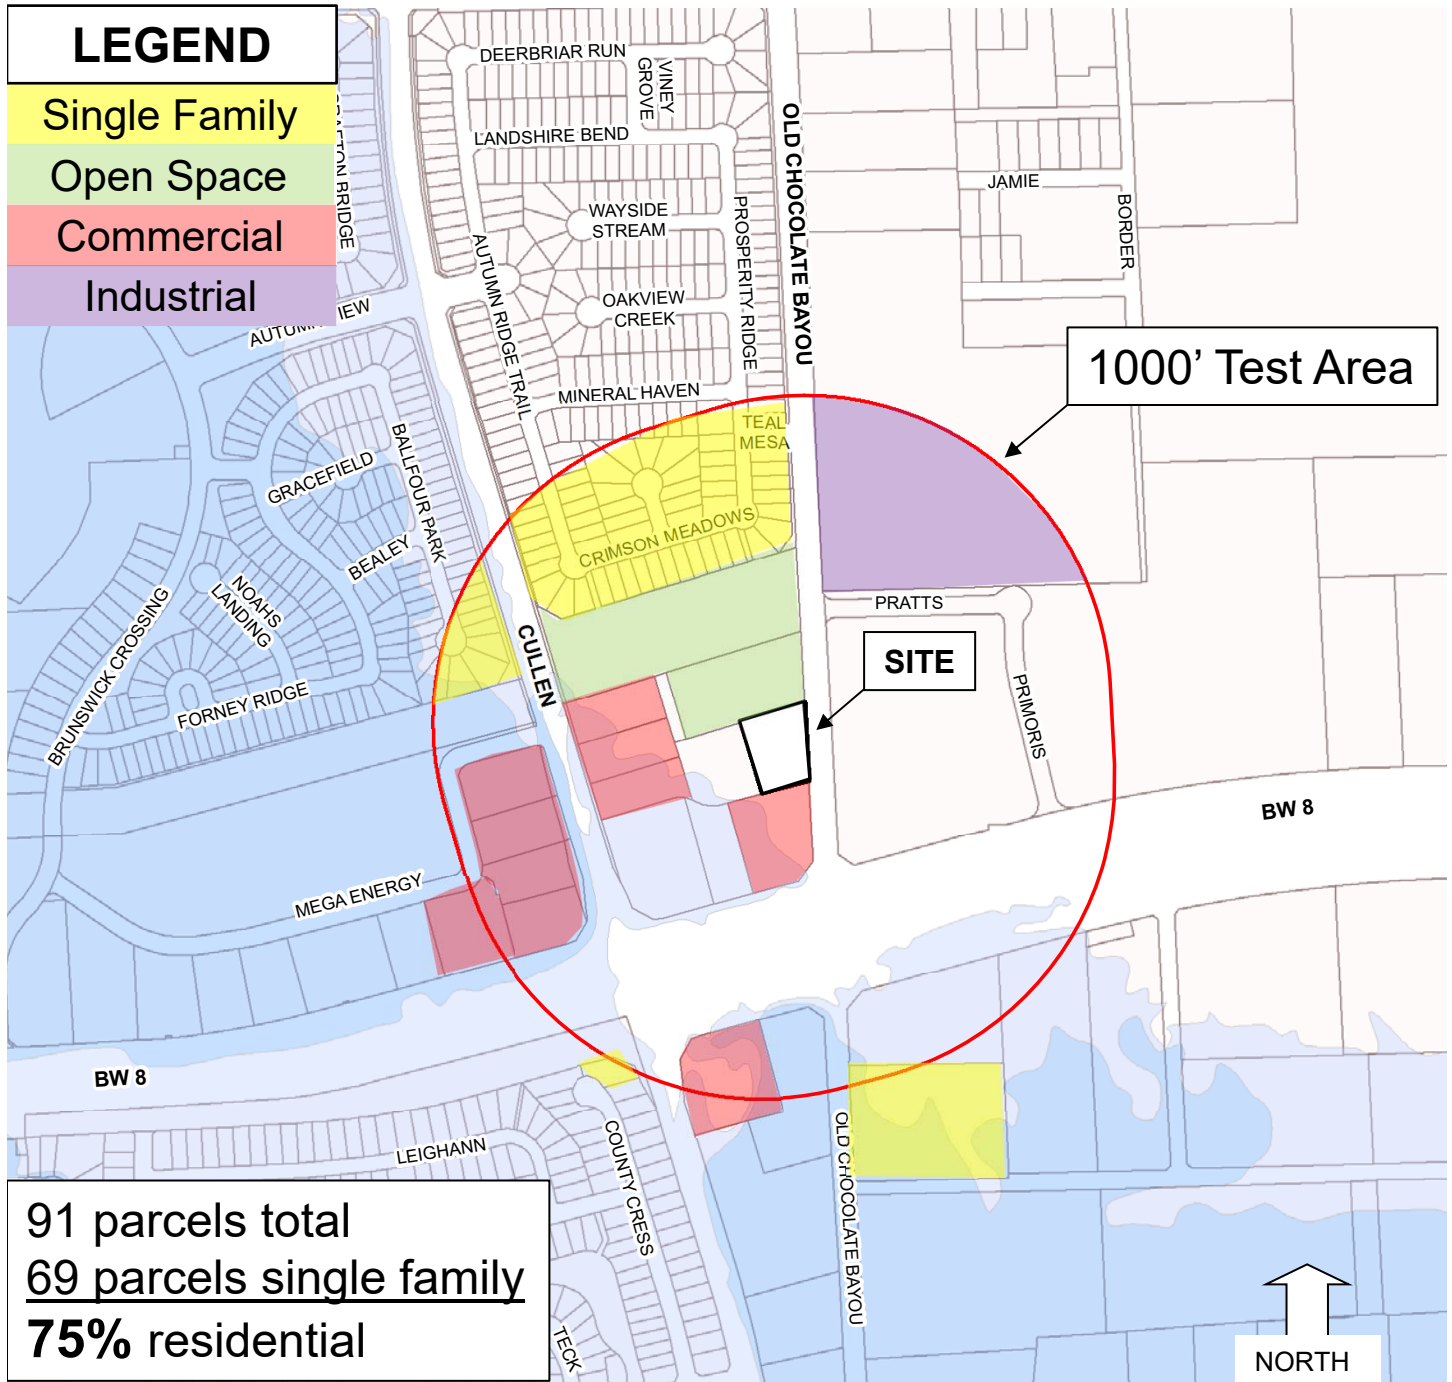 LEGEND
Single Family
Open Space
Commercial
Industrial
DEERBRIAR RUN
VINEY
GROVE
LANDSHIRE BEND
WAYSIDE
STREAM
PROSPERITY RIDGE
OLD CHOCOLATE BAYOU
JAMIE
BORDER
AUTUMN RIDGE TRAIL
OAKVIEW
CREEK
MINERAL HAVEN
1000' Test Area
TEAL
MESA
BALLFOUR PARK
GRACEFIELD
BEALEY
CRIMSON MEADOWS
NOAHS
LANDING
BRUNSWICK CROSSING
FORNEY RIDGE
CULLEN
PRATTS
SITE
PRIMORIS
BW 8
MEGA ENERGY
BW 8
LEIGHANN
COUNTY CRESS
OLD CHOCOLATE BAYOU
TECK
91 parcels total
69 parcels single family
75% residential
NORTH